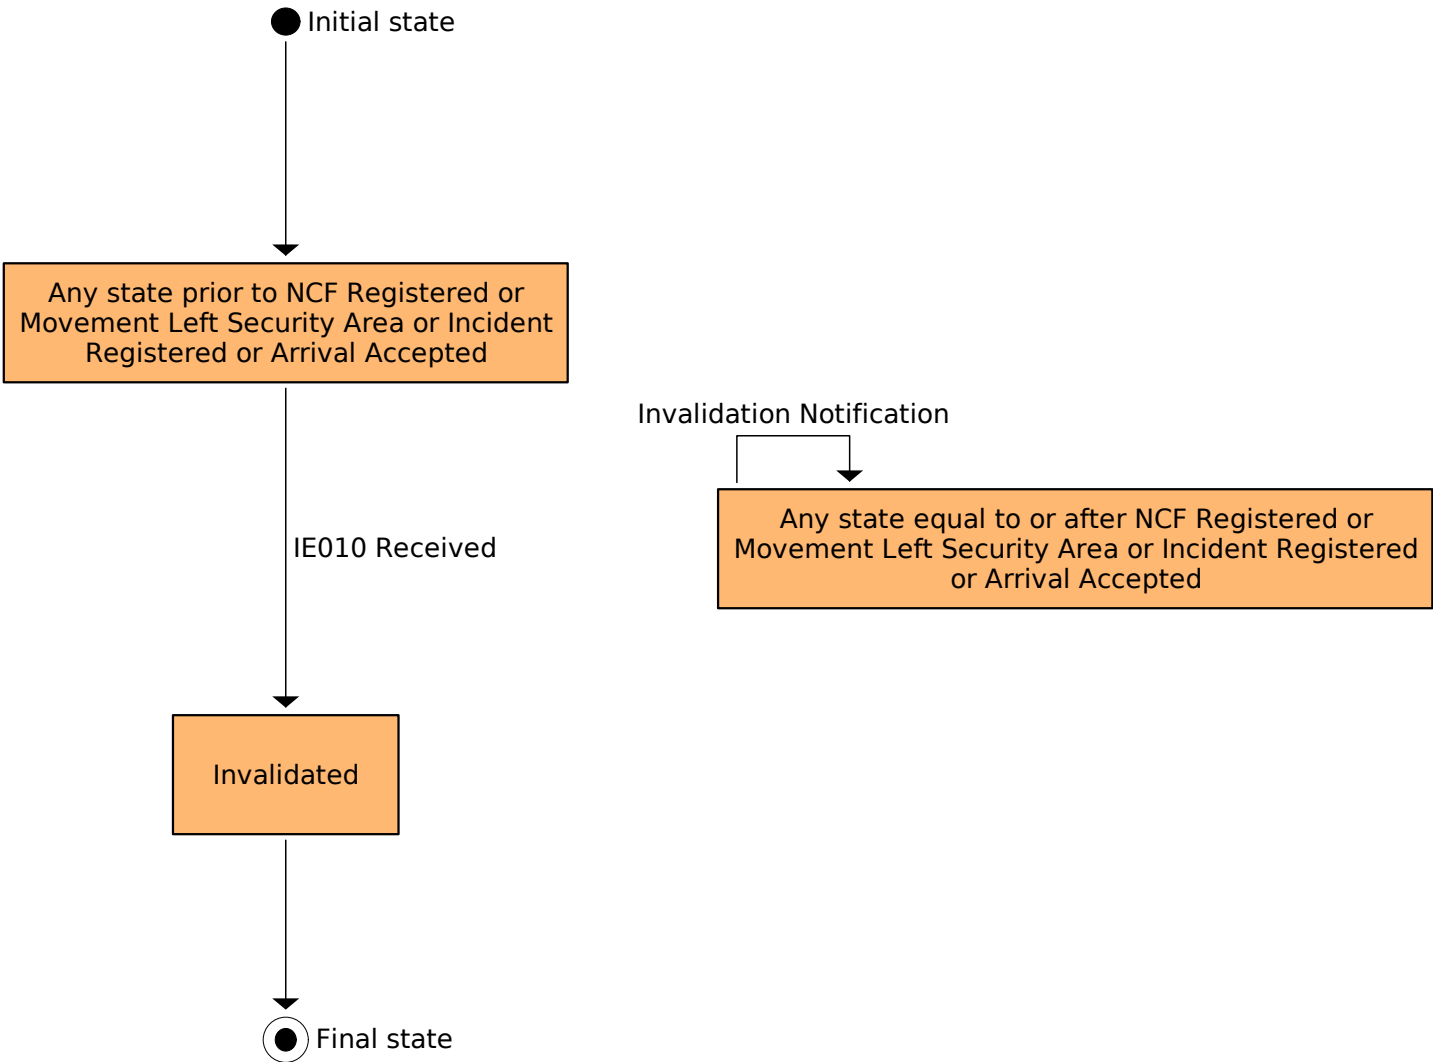 Initial state
Any state prior to NCF Registered or
Movement Left Security Area or Incident
Registered or Arrival Accepted
Invalidation Notification
Any state equal to or after NCF Registered or
Movement Left Security Area or Incident Registered
or Arrival Accepted
IE010 Received
Invalidated
Final state